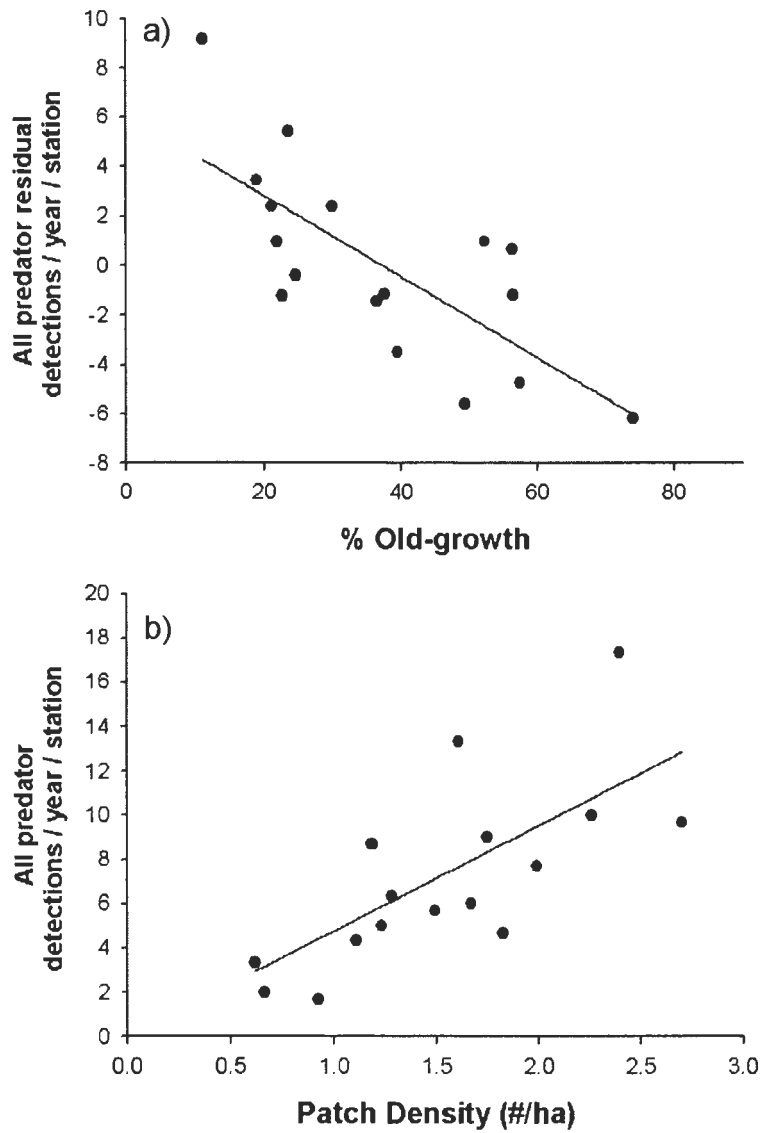 a)
All predator residual
detections / year / station
10
8
6
4
2
0
-2
-4
-6
-8
0 20 40 60 80
% Old-growth
b)
All predator
detections / year / station
20
18
16
14
12
10
8
6
4
2
0
0.0 0.5 1.0 1.5 2.0 2.5 3.0
Patch Density (#/ha)